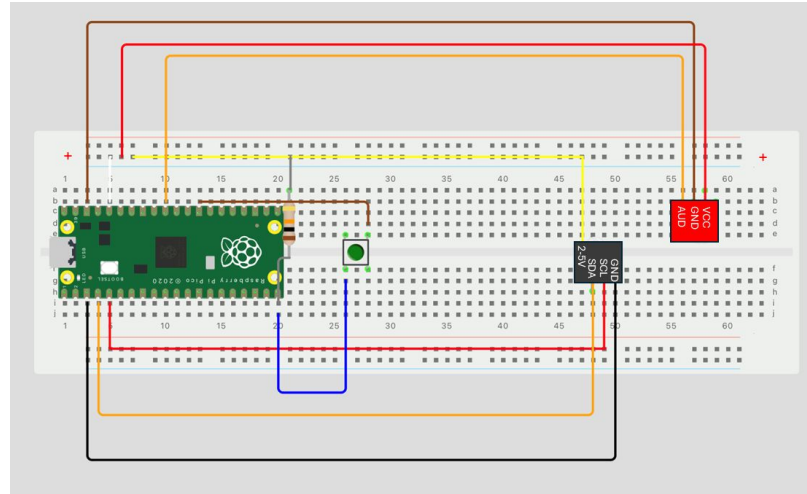 + +
1 5 10 15 20 25 30 35 40 45 50 55 60
a a
b b
c c
d d
e e
VCC
GND
AUD
USB
LED
BOOTSEL
Raspberry Pi Pico © 2020
2-5V
SDA
SCL
GND
f f
g g
h h
i i
j j
1 5 10 15 20 25 30 35 40 45 50 55 60